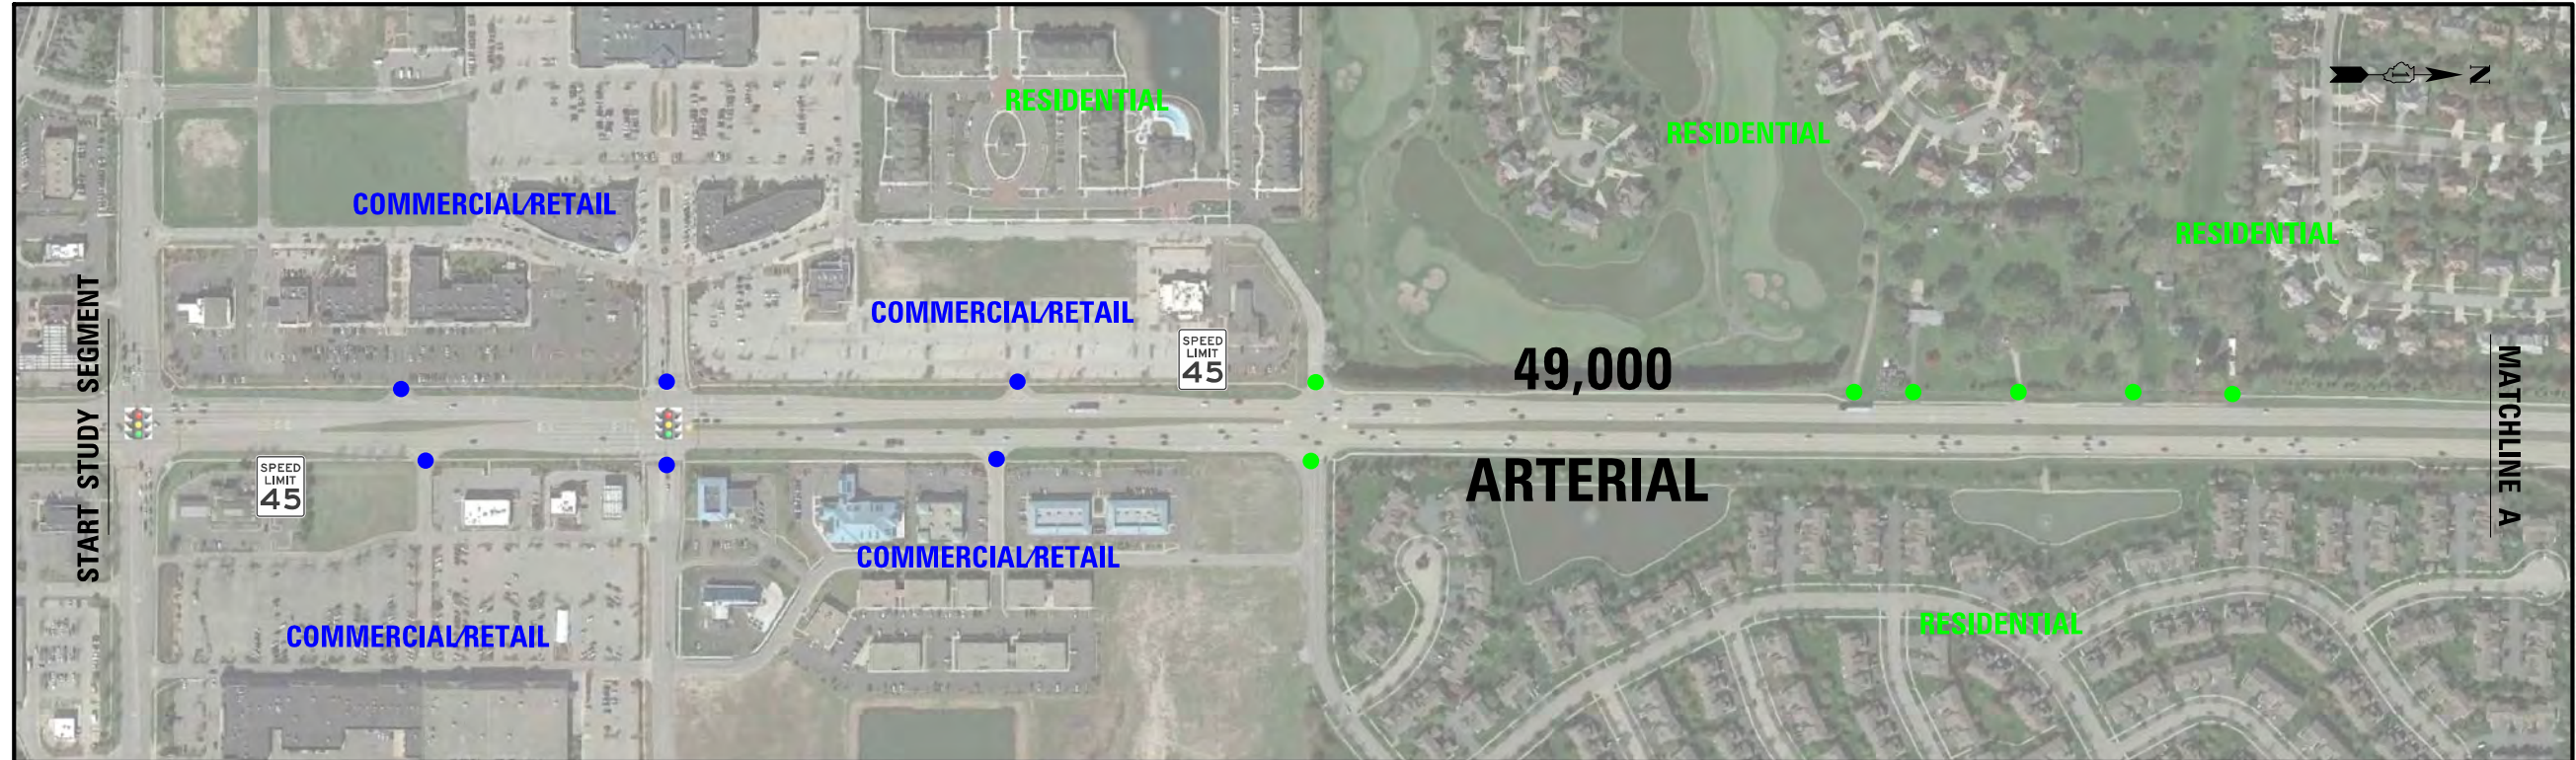 RESIDENTIAL
RESIDENTIAL
N
COMMERCIAL/RETAIL
RESIDENTIAL
START STUDY SEGMENT
COMMERCIAL/RETAIL
SPEED
LIMIT
45
49,000
MATCHLINE A
SPEED
LIMIT
45
ARTERIAL
COMMERCIAL/RETAIL
COMMERCIAL/RETAIL
RESIDENTIAL